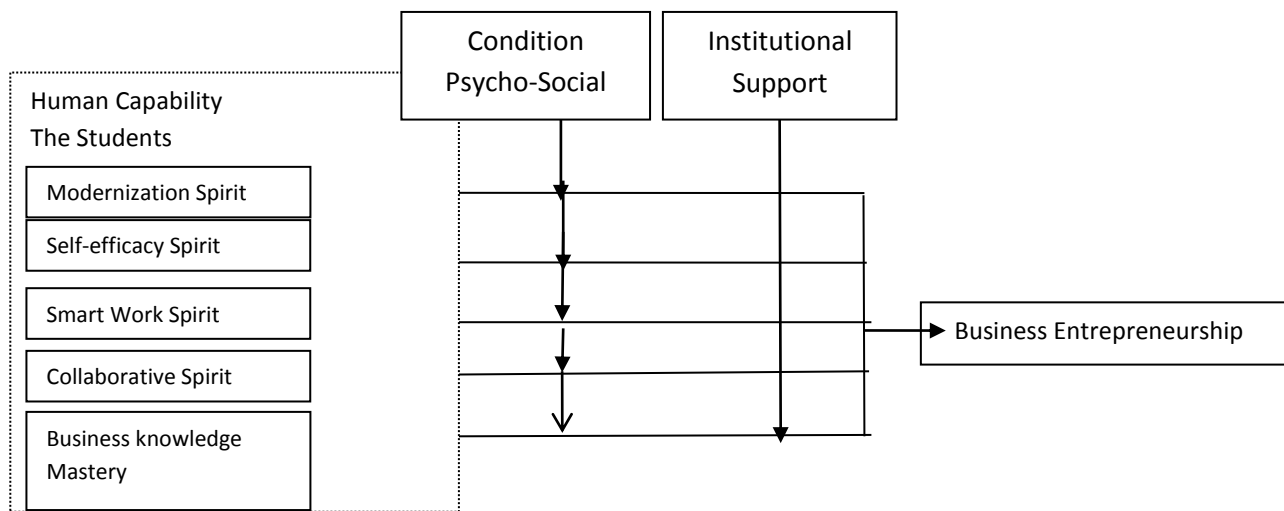 Condition
Psycho-Social
Institutional
Support
Human Capability
The Students
Modernization Spirit
Self-efficacy Spirit
Smart Work Spirit
Collaborative Spirit
Business knowledge
Mastery
Business Entrepreneurship